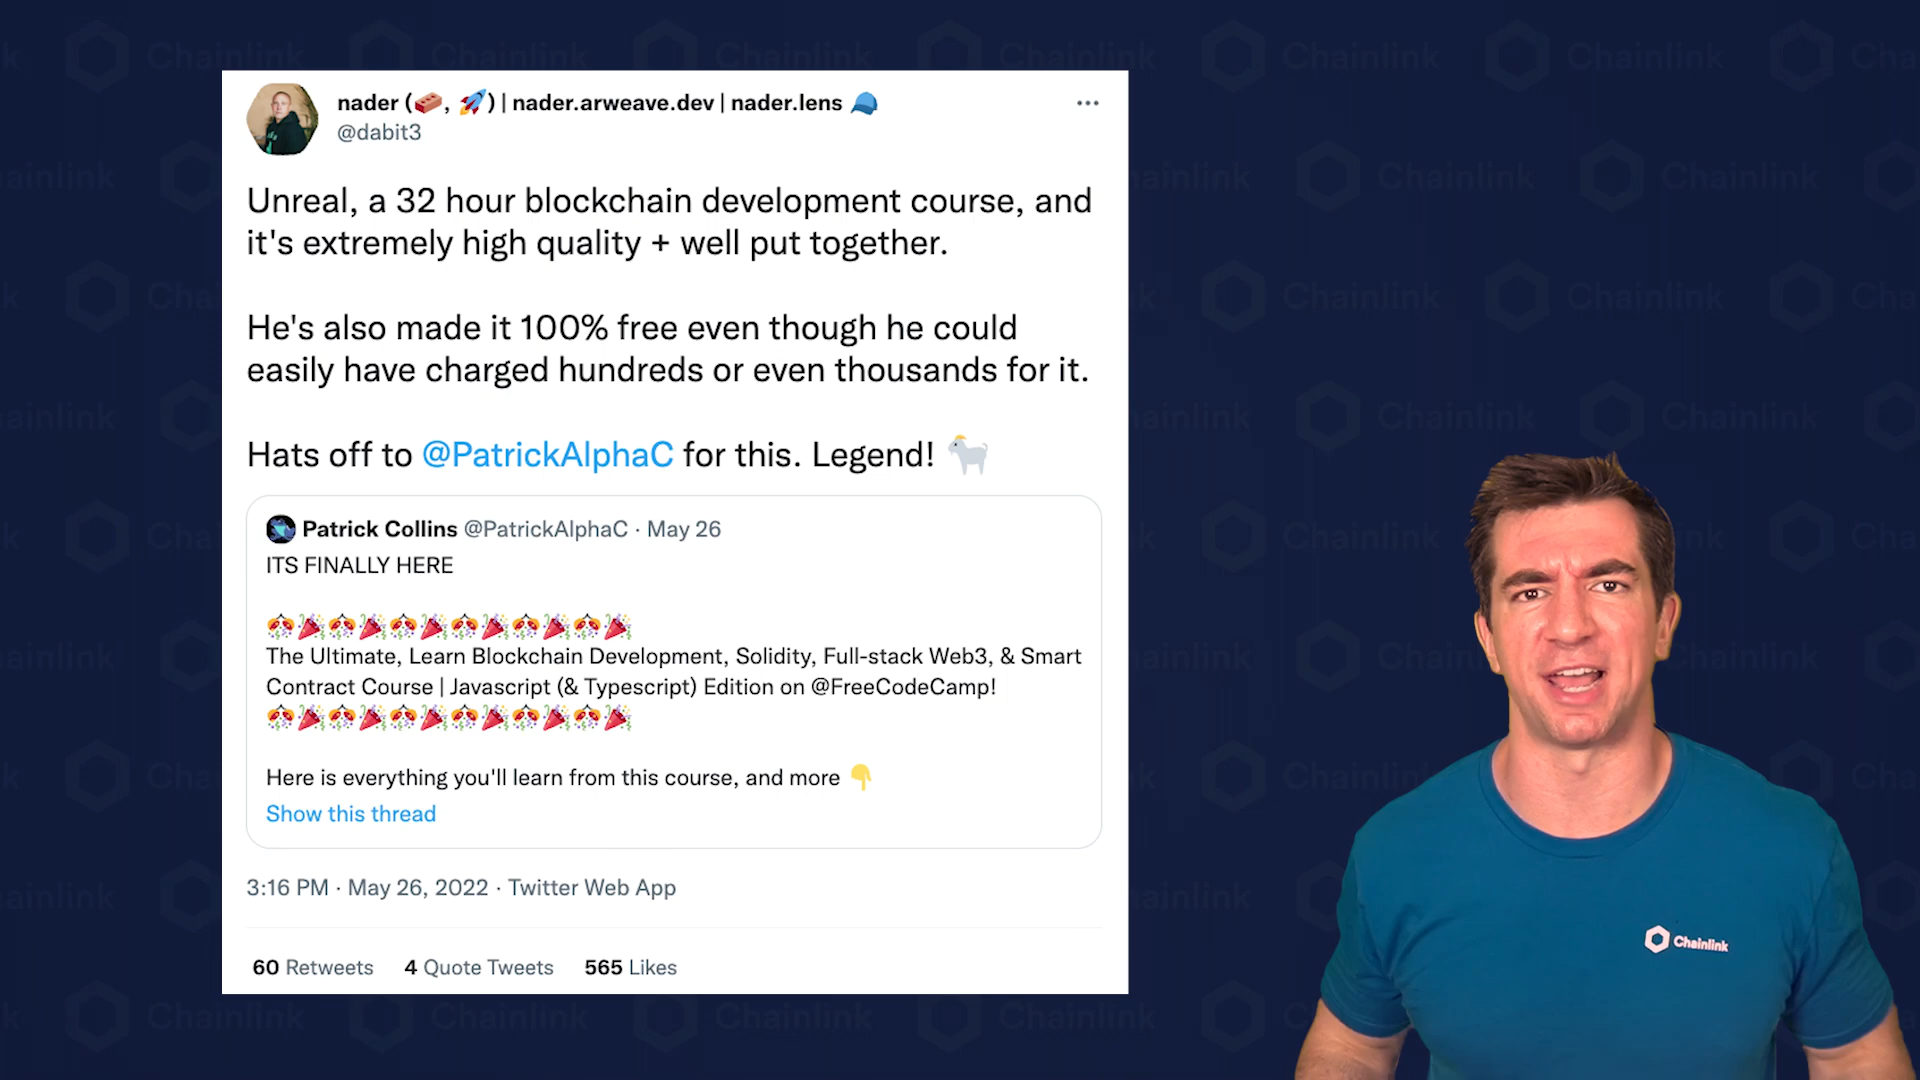 nader (🧱, 🚀) | nader.arweave.dev | nader.lens 🧢
@dabit3
Unreal, a 32 hour blockchain development course, and
it's extremely high quality + well put together.
He's also made it 100% free even though he could
easily have charged hundreds or even thousands for it.
Hats off to @PatrickAlphaC for this. Legend! 🐐
Patrick Collins @PatrickAlphaC · May 26
ITS FINALLY HERE
🎊🎉🎊🎉🎊🎉🎊🎉🎊🎉🎊🎉
The Ultimate, Learn Blockchain Development, Solidity, Full-stack Web3, & Smart
Contract Course | Javascript (& Typescript) Edition on @FreeCodeCamp!
🎊🎉🎊🎉🎊🎉🎊🎉🎊🎉🎊🎉
Here is everything you'll learn from this course, and more 👇
Show this thread
3:16 PM · May 26, 2022 · Twitter Web App
60 Retweets 4 Quote Tweets 565 Likes
Chainlink